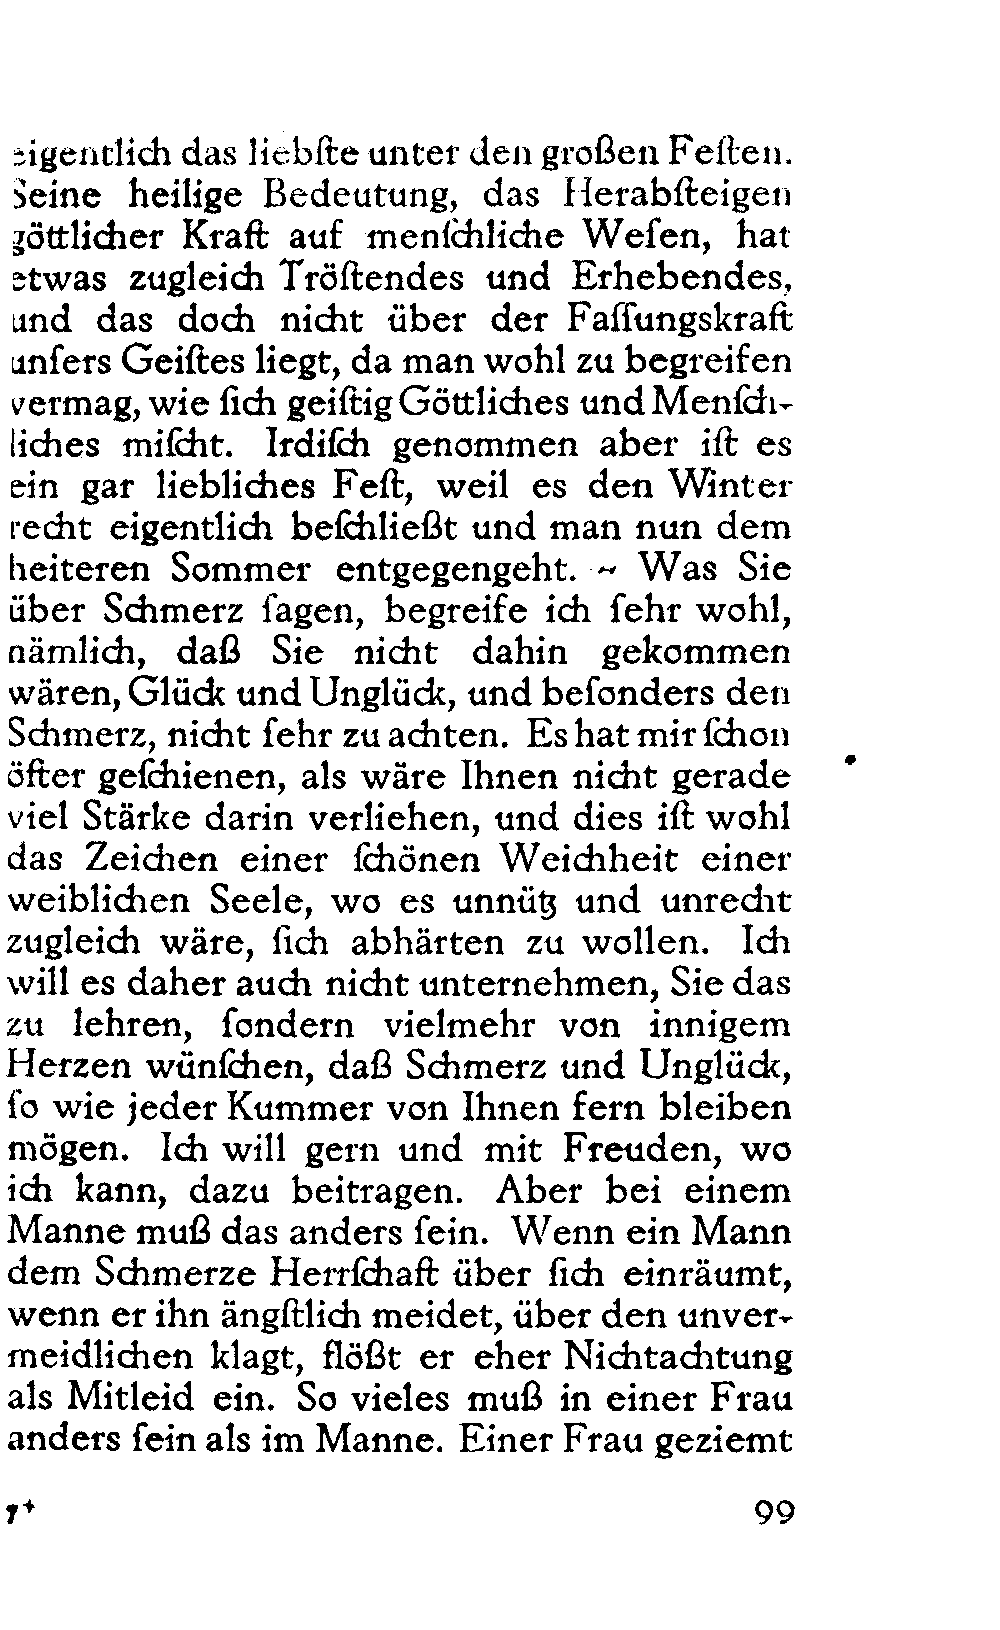 eigentlich das liebſte unter den großen Feſten.
Seine heilige Bedeutung, das Herabſteigen
göttlicher Kraft auf menſchliche Weſen, hat
etwas zugleich Tröſtendes und Erhebendes,
und das doch nicht über der Faſſungskraft
unſers Geiſtes liegt, da man wohl zu begreifen
vermag, wie ſich geiſtig Göttliches und Menſch-
liches miſcht. Irdiſch genommen aber iſt es
ein gar liebliches Feſt, weil es den Winter
recht eigentlich beſchließt und man nun dem
heiteren Sommer entgegengeht. ~ Was Sie
über Schmerz ſagen, begreife ich ſehr wohl,
nämlich, daß Sie nicht dahin gekommen
wären, Glück und Unglück, und beſonders den
Schmerz, nicht ſehr zu achten. Es hat mir ſchon
öfter geſchienen, als wäre Ihnen nicht gerade
viel Stärke darin verliehen, und dies iſt wohl
das Zeichen einer ſchönen Weichheit einer
weiblichen Seele, wo es unnütz und unrecht
zugleich wäre, ſich abhärten zu wollen. Ich
will es daher auch nicht unternehmen, Sie das
zu lehren, ſondern vielmehr von innigem
Herzen wünſchen, daß Schmerz und Unglück,
ſo wie jeder Kummer von Ihnen fern bleiben
mögen. Ich will gern und mit Freuden, wo
ich kann, dazu beitragen. Aber bei einem
Manne muß das anders ſein. Wenn ein Mann
dem Schmerze Herrſchaft über ſich einräumt,
wenn er ihn ängſtlich meidet, über den unver-
meidlichen klagt, flößt er eher Nichtachtung
als Mitleid ein. So vieles muß in einer Frau
anders ſein als im Manne. Einer Frau geziemt
7+ 99